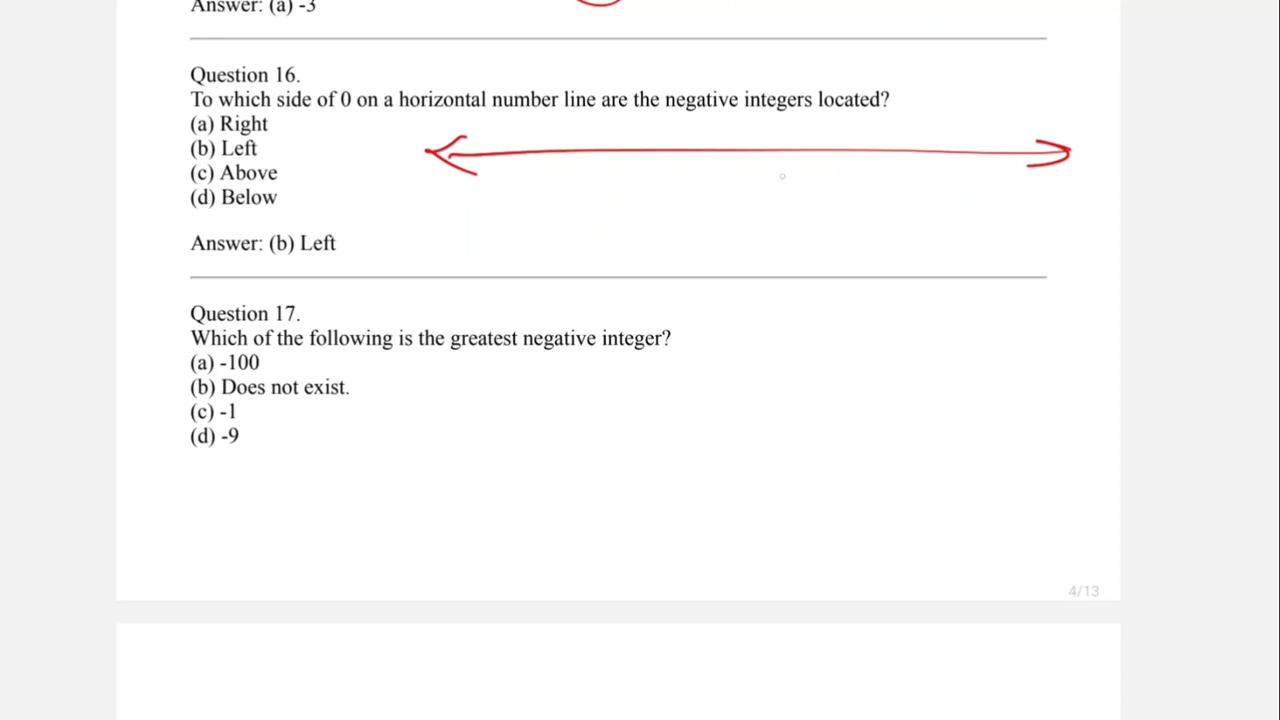 Answer: (a) -3
Question 16.
To which side of 0 on a horizontal number line are the negative integers located?
(a) Right
(b) Left
(c) Above
(d) Below
Answer: (b) Left
Question 17.
Which of the following is the greatest negative integer?
(a) -100
(b) Does not exist.
(c) -1
(d) -9
4/13